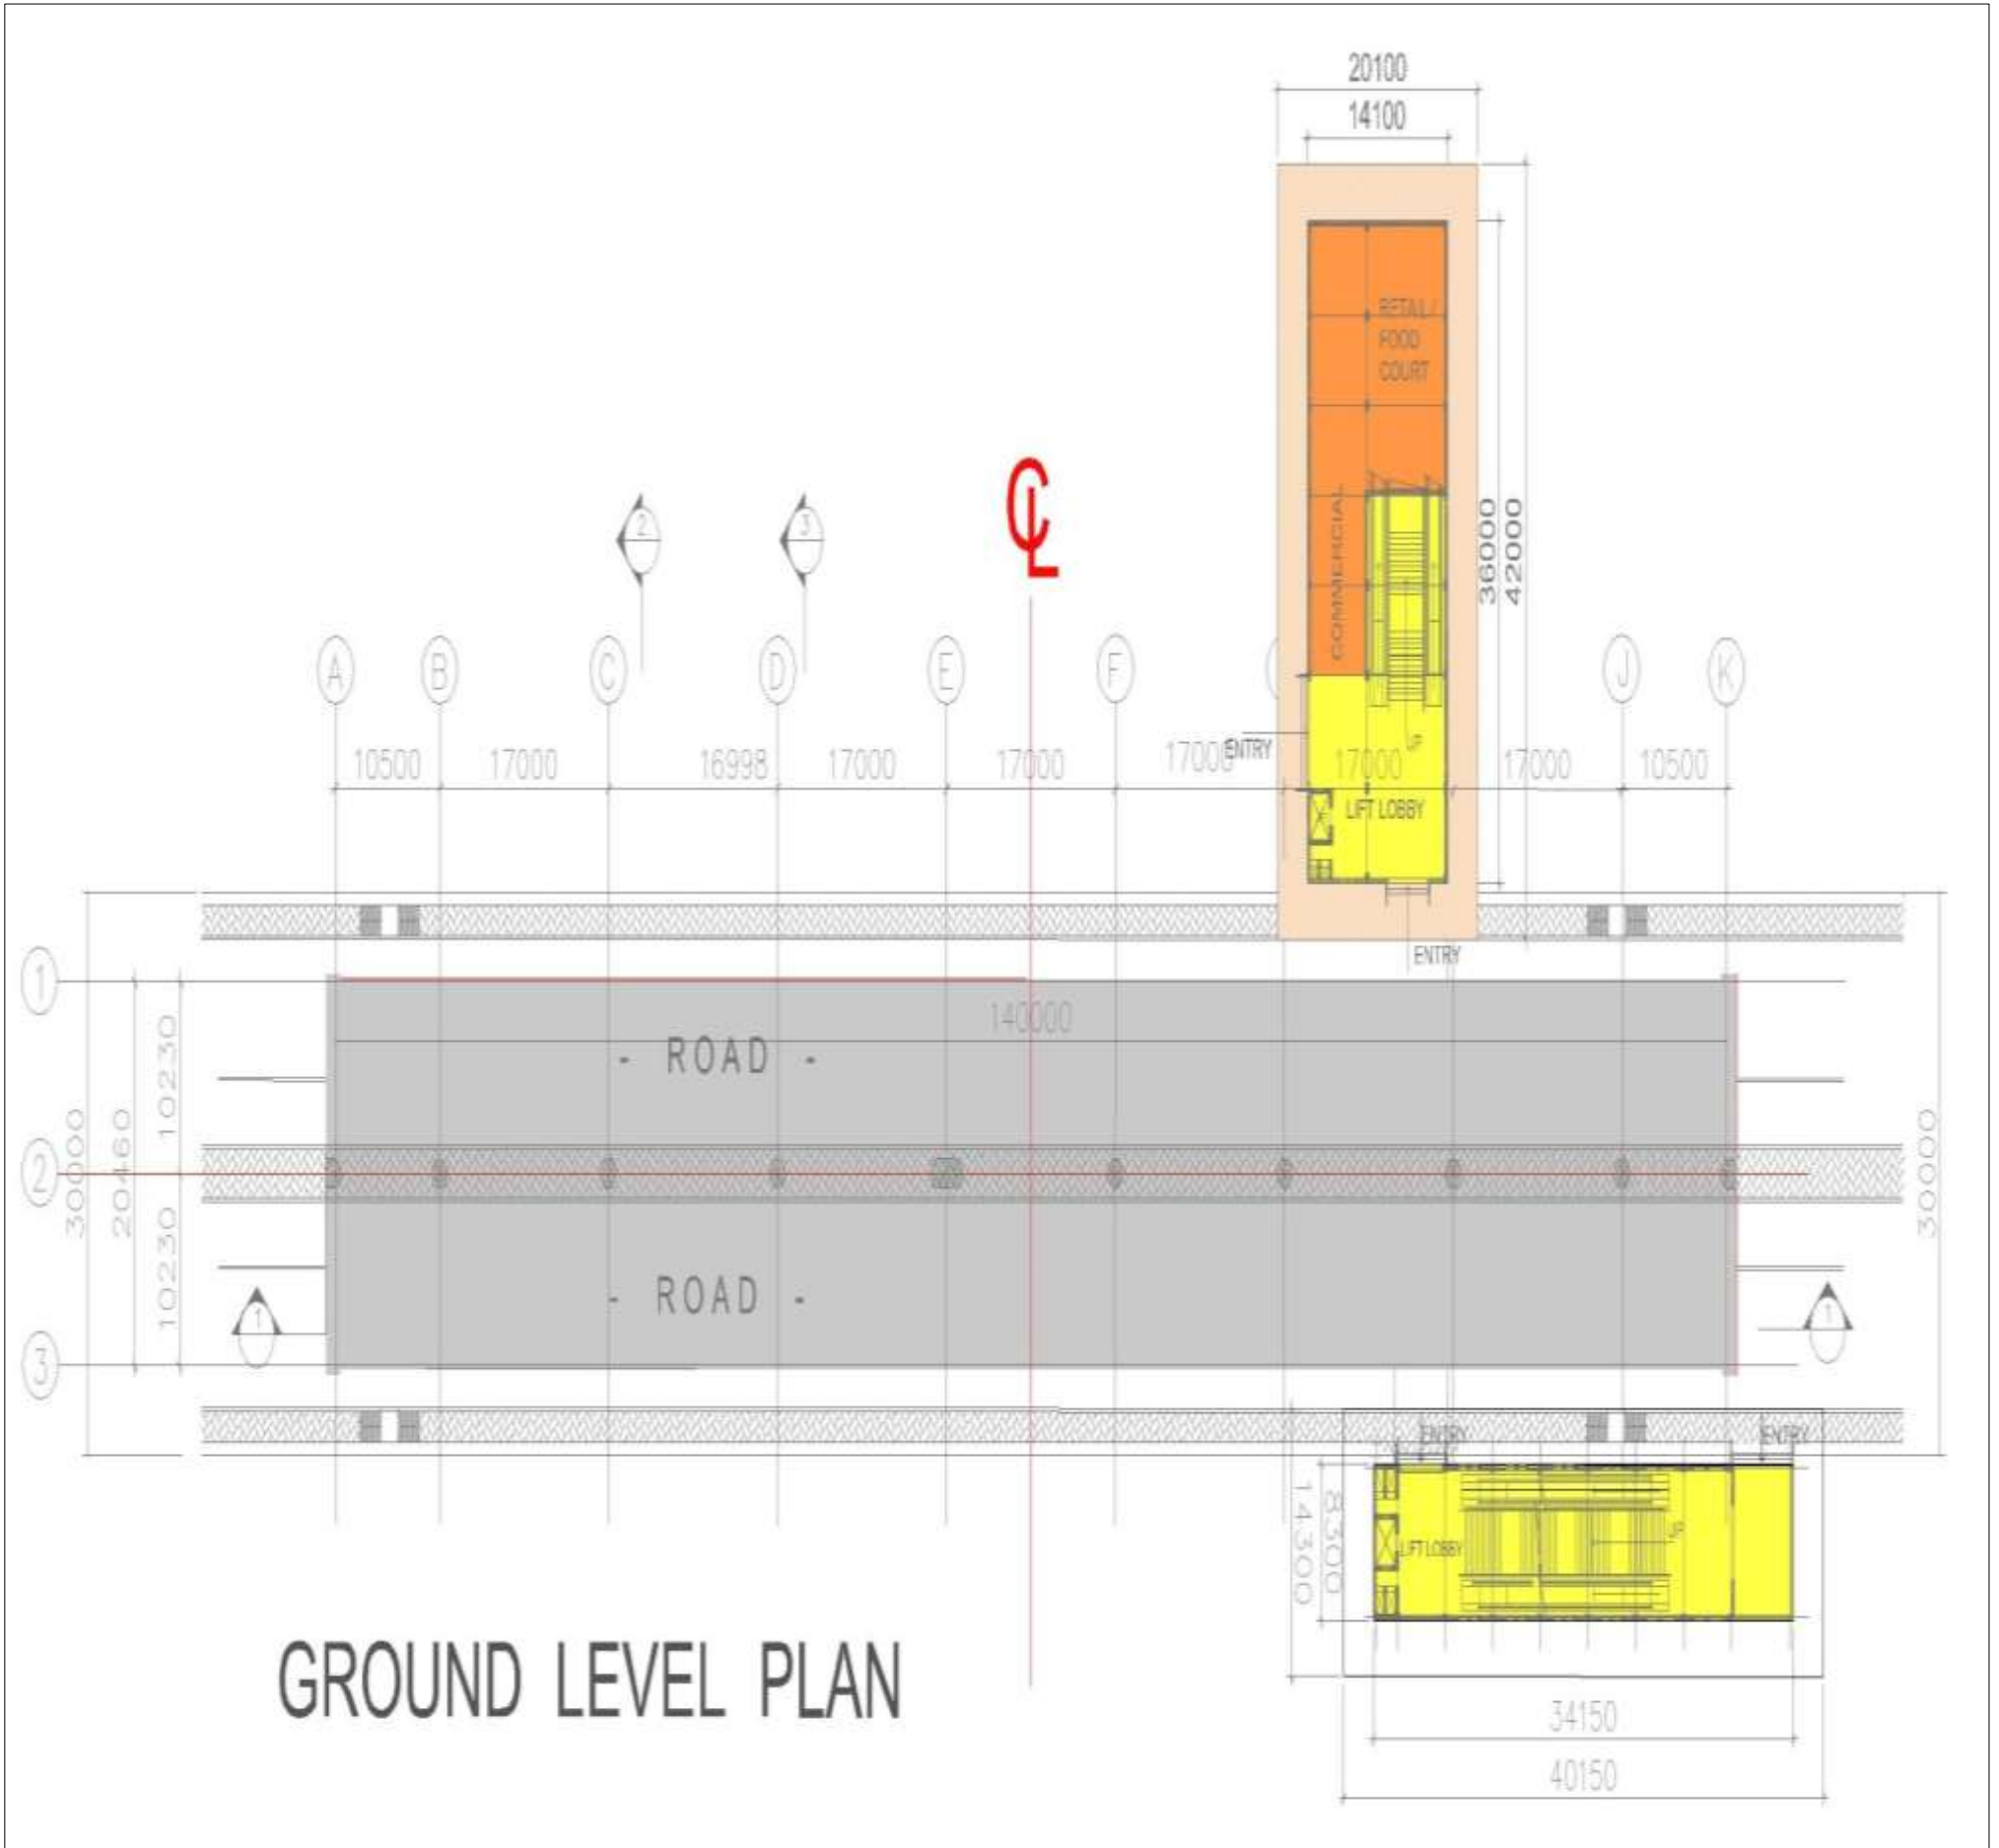 20100
14100
RETAIL/
FOOD
COURT
COMMERCIAL
36000
42000
2
3
CL
A
B
C
D
E
F
J
K
10500
17000
16998
17000
17000
17000
17000
17000
10500
ENTRY
UP
LIFT LOBBY
ENTRY
1
2
3
30000
20460
10230
10230
140000
- ROAD -
- ROAD -
30000
1
1
ENTRY
ENTRY
14300
8300
LIFT LOBBY
UP
34150
40150
GROUND LEVEL PLAN